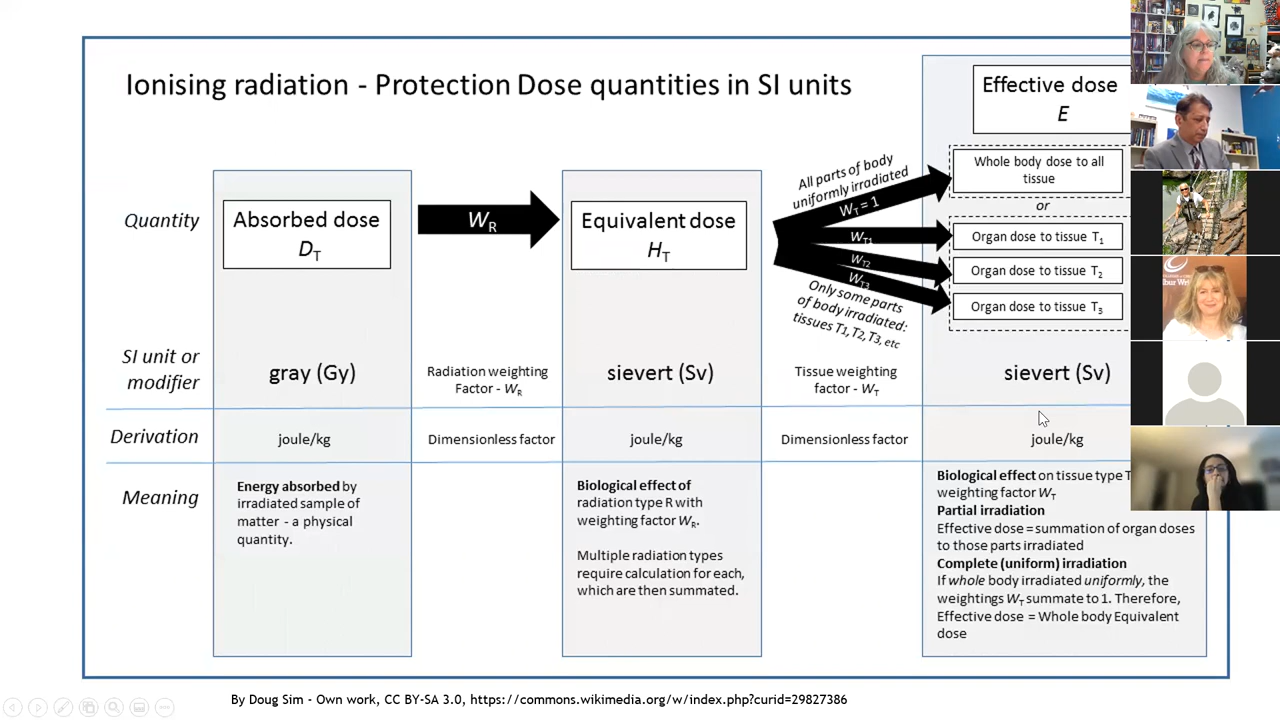 Ionising radiation - Protection Dose quantities in SI units
Effective dose
E
Quantity
Absorbed dose
D_T
W_R
Equivalent dose
H_T
All parts of body
uniformly irradiated
W_T = 1
W_T1
W_T2
W_T3
Only some parts
of body irradiated:
tissues T1, T2, T3, etc
Whole body dose to all
tissue
or
Organ dose to tissue T1
Organ dose to tissue T2
Organ dose to tissue T3
SI unit or
modifier
gray (Gy)
Radiation weighting
Factor - W_R
sievert (Sv)
Tissue weighting
factor - W_T
sievert (Sv)
Derivation
joule/kg
Dimensionless factor
joule/kg
Dimensionless factor
joule/kg
Meaning
Energy absorbed by
irradiated sample of
matter - a physical
quantity.
Biological effect of
radiation type R with
weighting factor W_R.
Multiple radiation types
require calculation for each,
which are then summated.
Biological effect on tissue type T
weighting factor W_T
Partial irradiation
Effective dose = summation of organ doses
to those parts irradiated
Complete (uniform) irradiation
If whole body irradiated uniformly, the
weightings W_T summate to 1. Therefore,
Effective dose = Whole body Equivalent
dose
By Doug Sim - Own work, CC BY-SA 3.0, https://commons.wikimedia.org/w/index.php?curid=29827386